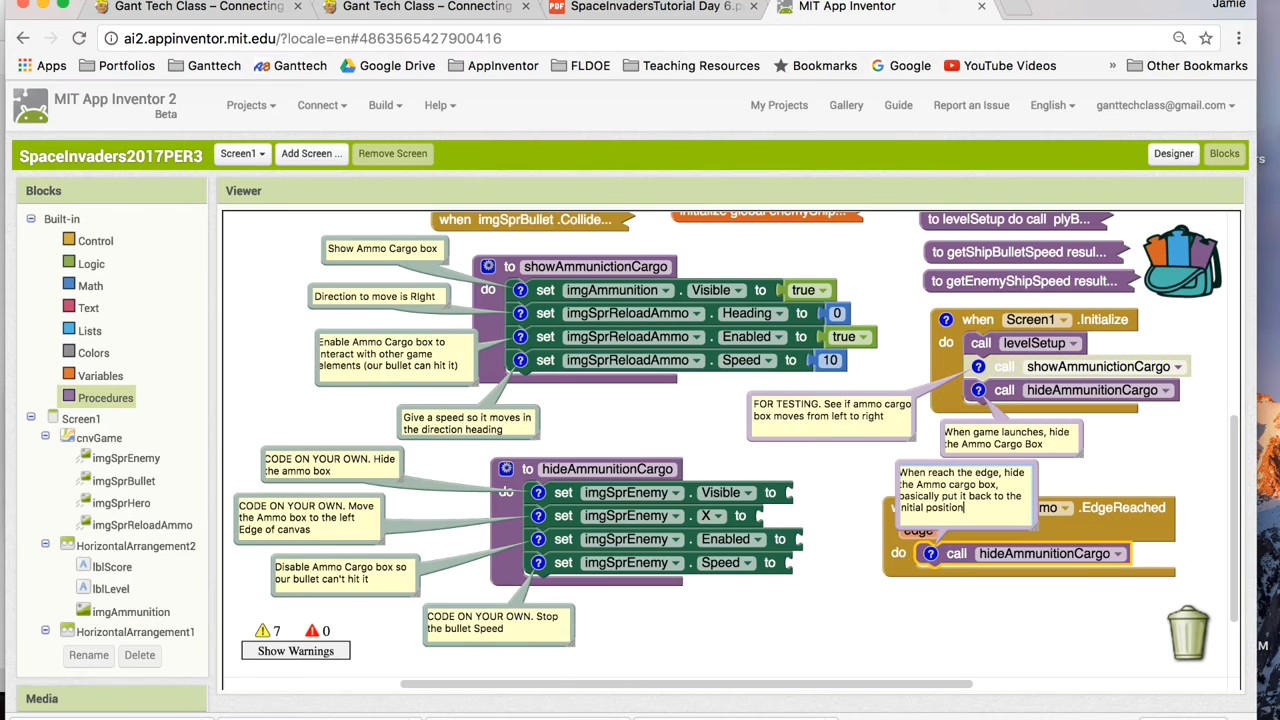 Gant Tech Class – Connecting
Gant Tech Class – Connecting
SpaceInvadersTutorial Day 6.p
MIT App Inventor
Jamie
ai2.appinventor.mit.edu/?locale=en#4863565427900416
Apps
Portfolios
Ganttech
Ganttech
Google Drive
AppInventor
FLDOE
Teaching Resources
Bookmarks
Google
YouTube Videos
»
Other Bookmarks
MIT App Inventor 2
Beta
Projects
Connect
Build
Help
My Projects
Gallery
Guide
Report an Issue
English
ganttechclass@gmail.com
SpaceInvaders2017PER3
Screen1
Add Screen ...
Remove Screen
Designer
Blocks
Blocks
Built-in
Control
Logic
Math
Text
Lists
Colors
Variables
Procedures
Screen1
cnvGame
imgSprEnemy
imgSprBullet
imgSprHero
imgSprReloadAmmo
HorizontalArrangement2
lblScore
lblLevel
imgAmmunition
HorizontalArrangement1
Rename
Delete
Media
Viewer
when imgSprBullet .Collide...
initialize global enemyShip...
to levelSetup do call plyB...
to getShipBulletSpeed resul...
to getEnemyShipSpeed resul...
Show Ammo Cargo box
to showAmmunictionCargo
do
set imgAmmunition . Visible to true
Direction to move is RIght
set imgSprReloadAmmo . Heading to 0
Enable Ammo Cargo box to
interact with other game
elements (our bullet can hit it)
set imgSprReloadAmmo . Enabled to true
set imgSprReloadAmmo . Speed to 10
Give a speed so it moves in
the direction heading
when Screen1 .Initialize
do
call levelSetup
call showAmmunictionCargo
call hideAmmunitionCargo
FOR TESTING. See if ammo cargo
box moves from left to right
When game launches, hide
the Ammo Cargo Box
CODE ON YOUR OWN. Hide
the ammo box
to hideAmmunitionCargo
do
set imgSprEnemy . Visible to
CODE ON YOUR OWN. Move
the Ammo box to the left
Edge of canvas
set imgSprEnemy . X to
set imgSprEnemy . Enabled to
Disable Ammo Cargo box so
our bullet can't hit it
set imgSprEnemy . Speed to
CODE ON YOUR OWN. Stop
the bullet Speed
When reach the edge, hide
the Ammo cargo box,
basically put it back to the
initial position
mo .EdgeReached
edge
do
call hideAmmunitionCargo
7
0
Show Warnings